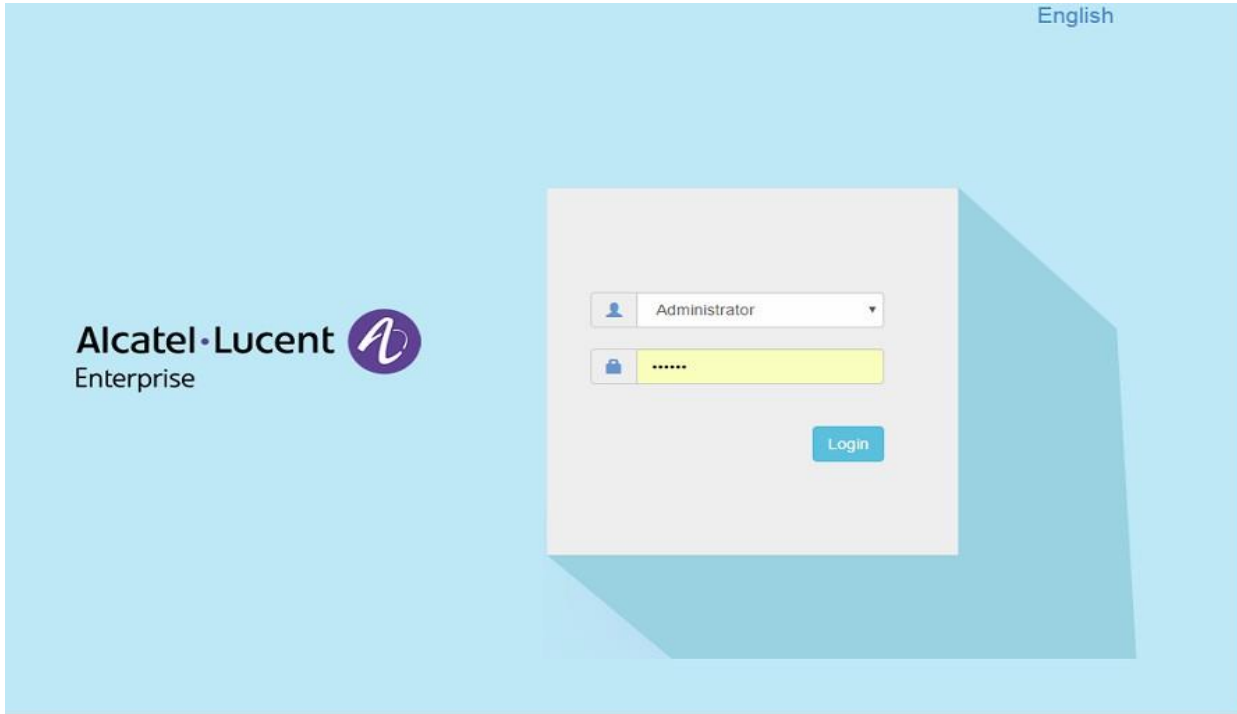 English
Administrator
Alcatel·Lucent
Enterprise
••••••
Login